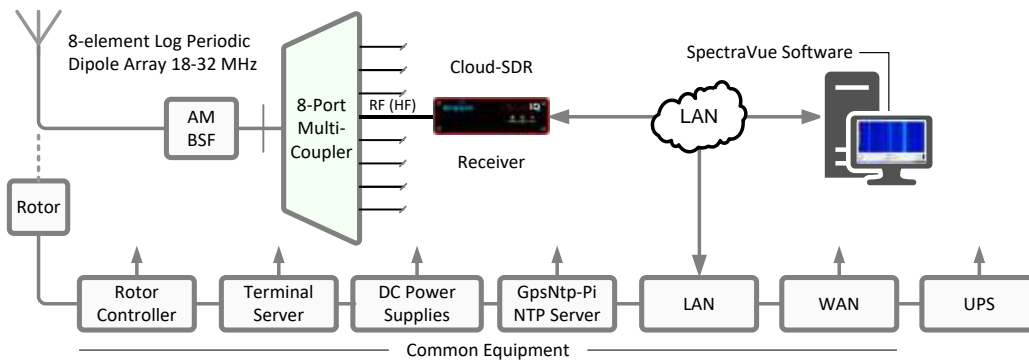 8-element Log Periodic
Dipole Array 18-32 MHz
SpectraVue Software
Cloud-SDR
AM
BSF
8-Port
Multi-
Coupler
RF (HF)
IQ
LAN
Receiver
Rotor
Rotor
Controller
Terminal
Server
DC Power
Supplies
GpsNtp-Pi
NTP Server
LAN
WAN
UPS
Common Equipment